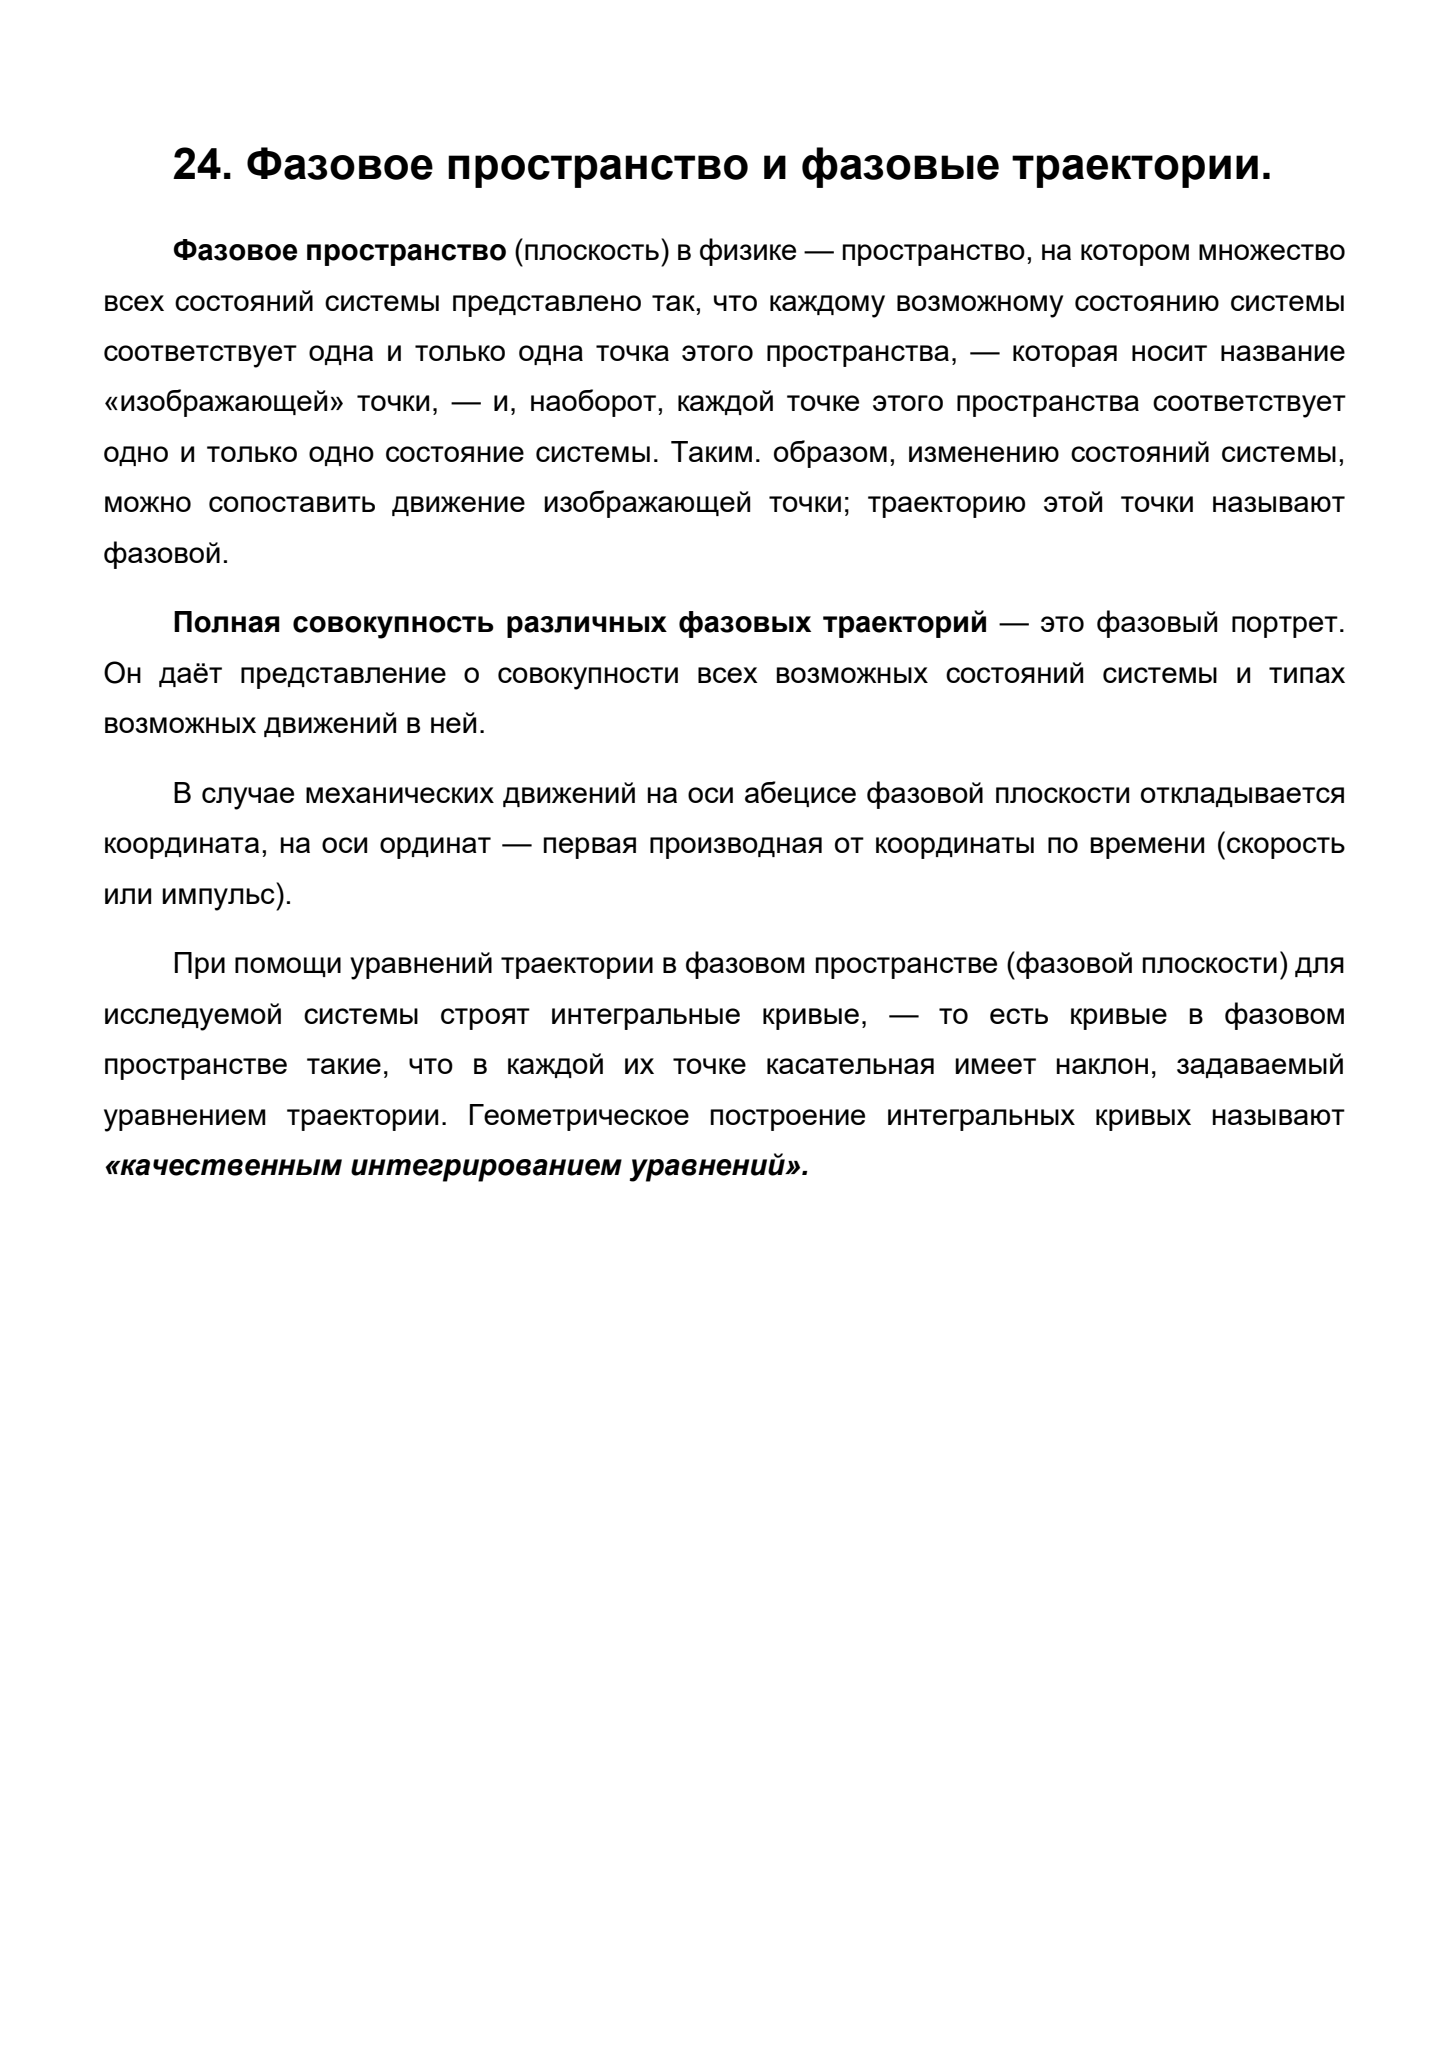 24. Фазовое пространство и фазовые траектории.
Фазовое пространство (плоскость) в физике — пространство, на котором множество
всех состояний системы представлено так, что каждому возможному состоянию системы
соответствует одна и только одна точка этого пространства, — которая носит название
«изображающей» точки, — и, наоборот, каждой точке этого пространства соответствует
одно и только одно состояние системы. Таким. образом, изменению состояний системы,
можно сопоставить движение изображающей точки; траекторию этой точки называют
фазовой.
Полная совокупность различных фазовых траекторий — это фазовый портрет.
Он даёт представление о совокупности всех возможных состояний системы и типах
возможных движений в ней.
В случае механических движений на оси абецисе фазовой плоскости откладывается
координата, на оси ординат — первая производная от координаты по времени (скорость
или импульс).
При помощи уравнений траектории в фазовом пространстве (фазовой плоскости) для
исследуемой системы строят интегральные кривые, — то есть кривые в фазовом
пространстве такие, что в каждой их точке касательная имеет наклон, задаваемый
уравнением траектории. Геометрическое построение интегральных кривых называют
«качественным интегрированием уравнений».